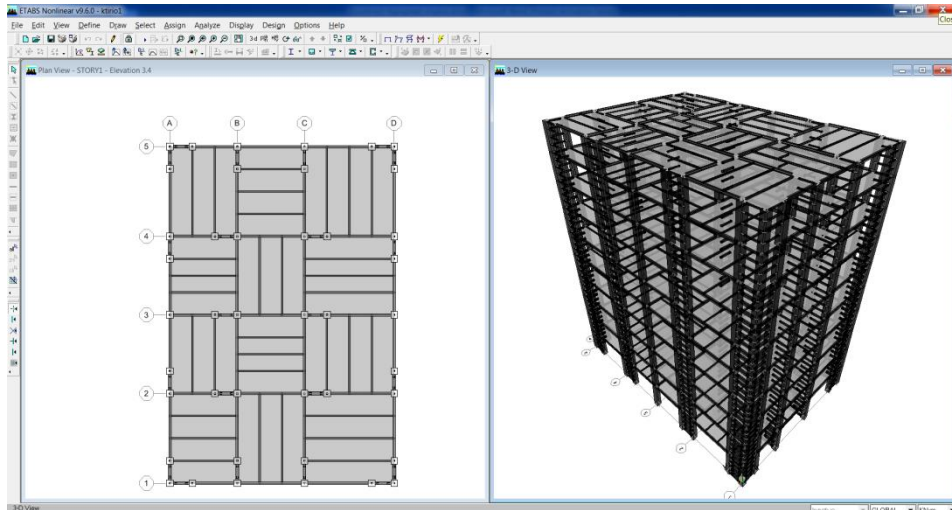 ETABS Nonlinear v9.6.0 - ktirio1
Clos
File Edit View Define Draw Select Assign Analyze Display Design Options Help
Plan View - STORY1 - Elevation 3.4
3-D View
A B C D
5
4
3
2
1
3-D View
GLOBAL